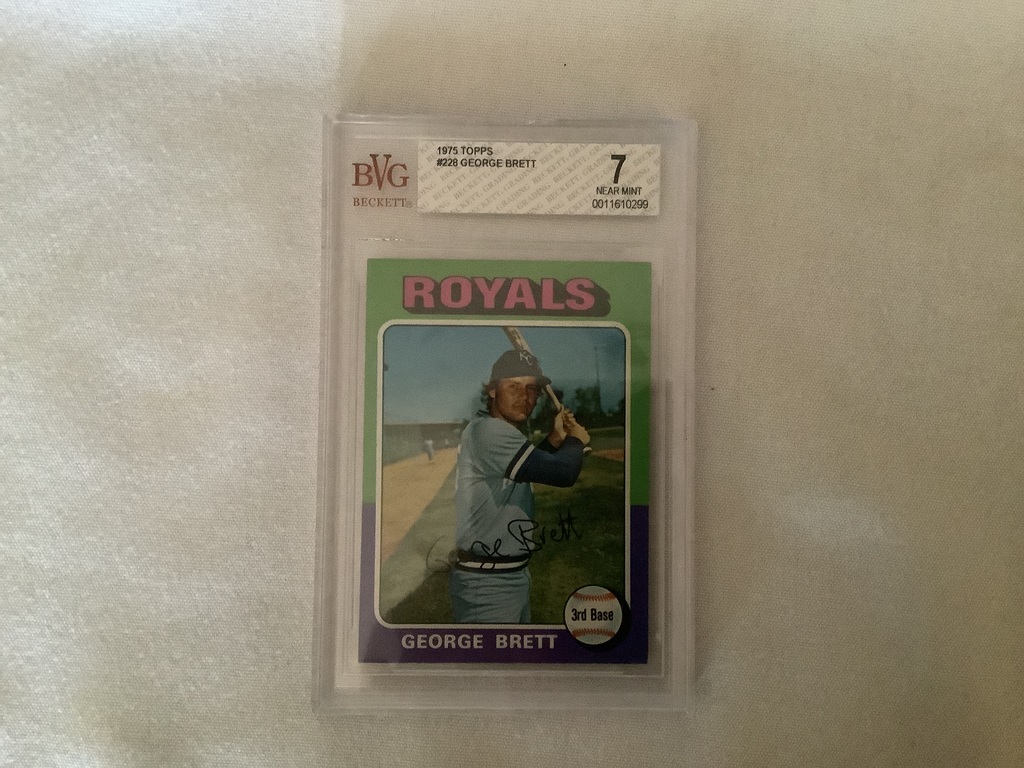 BVG
BECKETT®
1975 TOPPS
#228 GEORGE BRETT
7
NEAR MINT
0011610299
ROYALS
KC
Brett
3rd Base
GEORGE BRETT